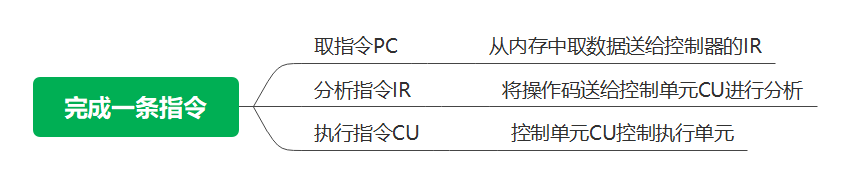 完成一条指令
取指令PC 从内存中取数据送给控制器的IR
分析指令IR 将操作码送给控制单元CU进行分析
执行指令CU 控制单元CU控制执行单元